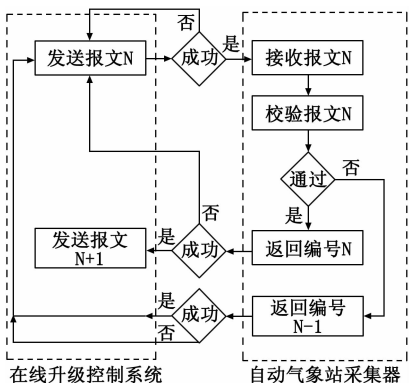 否
发送报文N
成功
是
接收报文N
校验报文N
通过
否
是
否
发送报文
N+1
是
成功
返回编号N
是
成功
否
返回编号
N-1
在线升级控制系统
自动气象站采集器